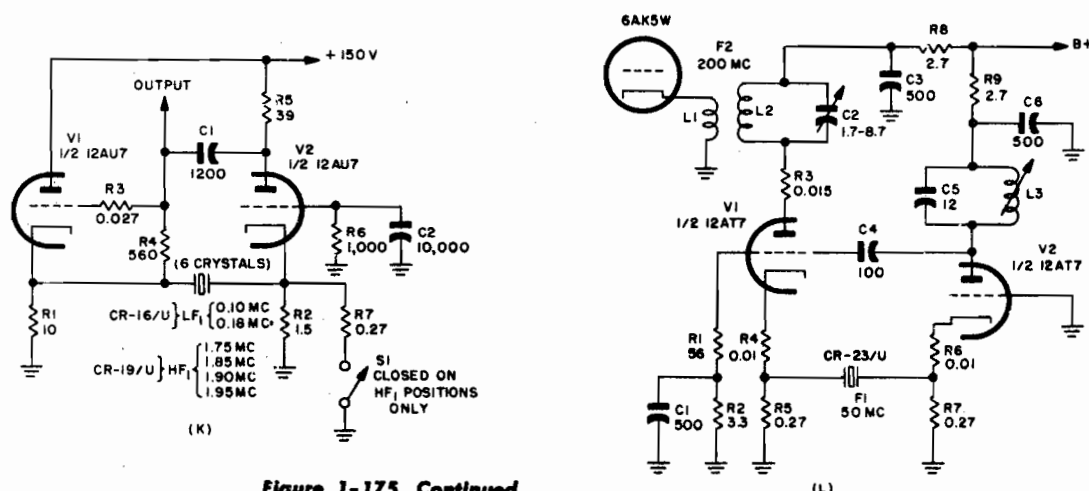 +150V
OUTPUT
R5
39
V1
1/2 12AU7
C1
1200
V2
1/2 12AU7
R3
0.027
R4
560
R6
1,000
C2
10,000
(6 CRYSTALS)
R1
10
CR-16/U } LF1 { 0.10 MC
0.18 MC
R2
1.5
R7
0.27
CR-19/U } HF1 { 1.75 MC
1.85 MC
1.90 MC
1.95 MC
S1
CLOSED ON
HF1 POSITIONS
ONLY
(K)
6AK5W
F2
200 MC
R8
2.7
B+
C3
500
R9
2.7
L1
L2
C2
1.7-8.7
C6
500
R3
0.015
C5
12
L3
V1
1/2 12AT7
C4
100
V2
1/2 12AT7
R1
56
R4
0.01
CR-23/U
F1
50 MC
R6
0.01
C1
500
R2
3.3
R5
0.27
R7
0.27
(L)
Figure 1-175. Continued